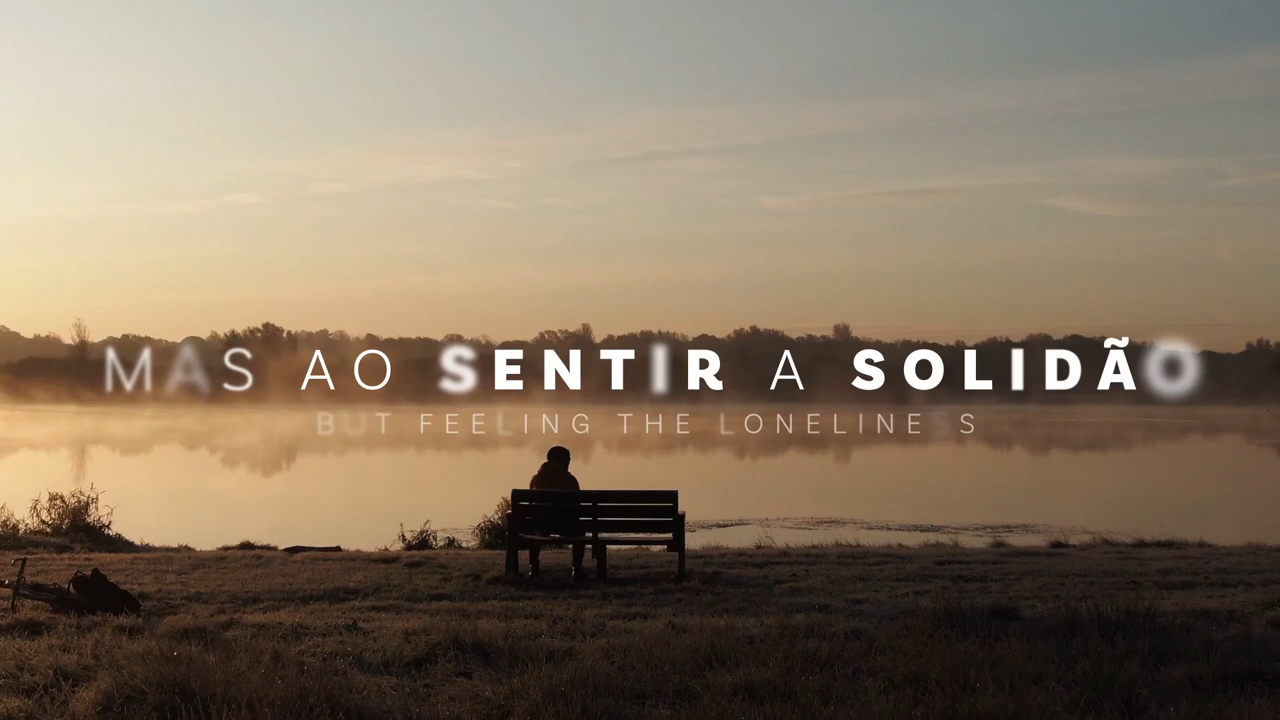 MAS AO SENTIR A SOLIDÃO
BUT FEELING THE LONELINESS